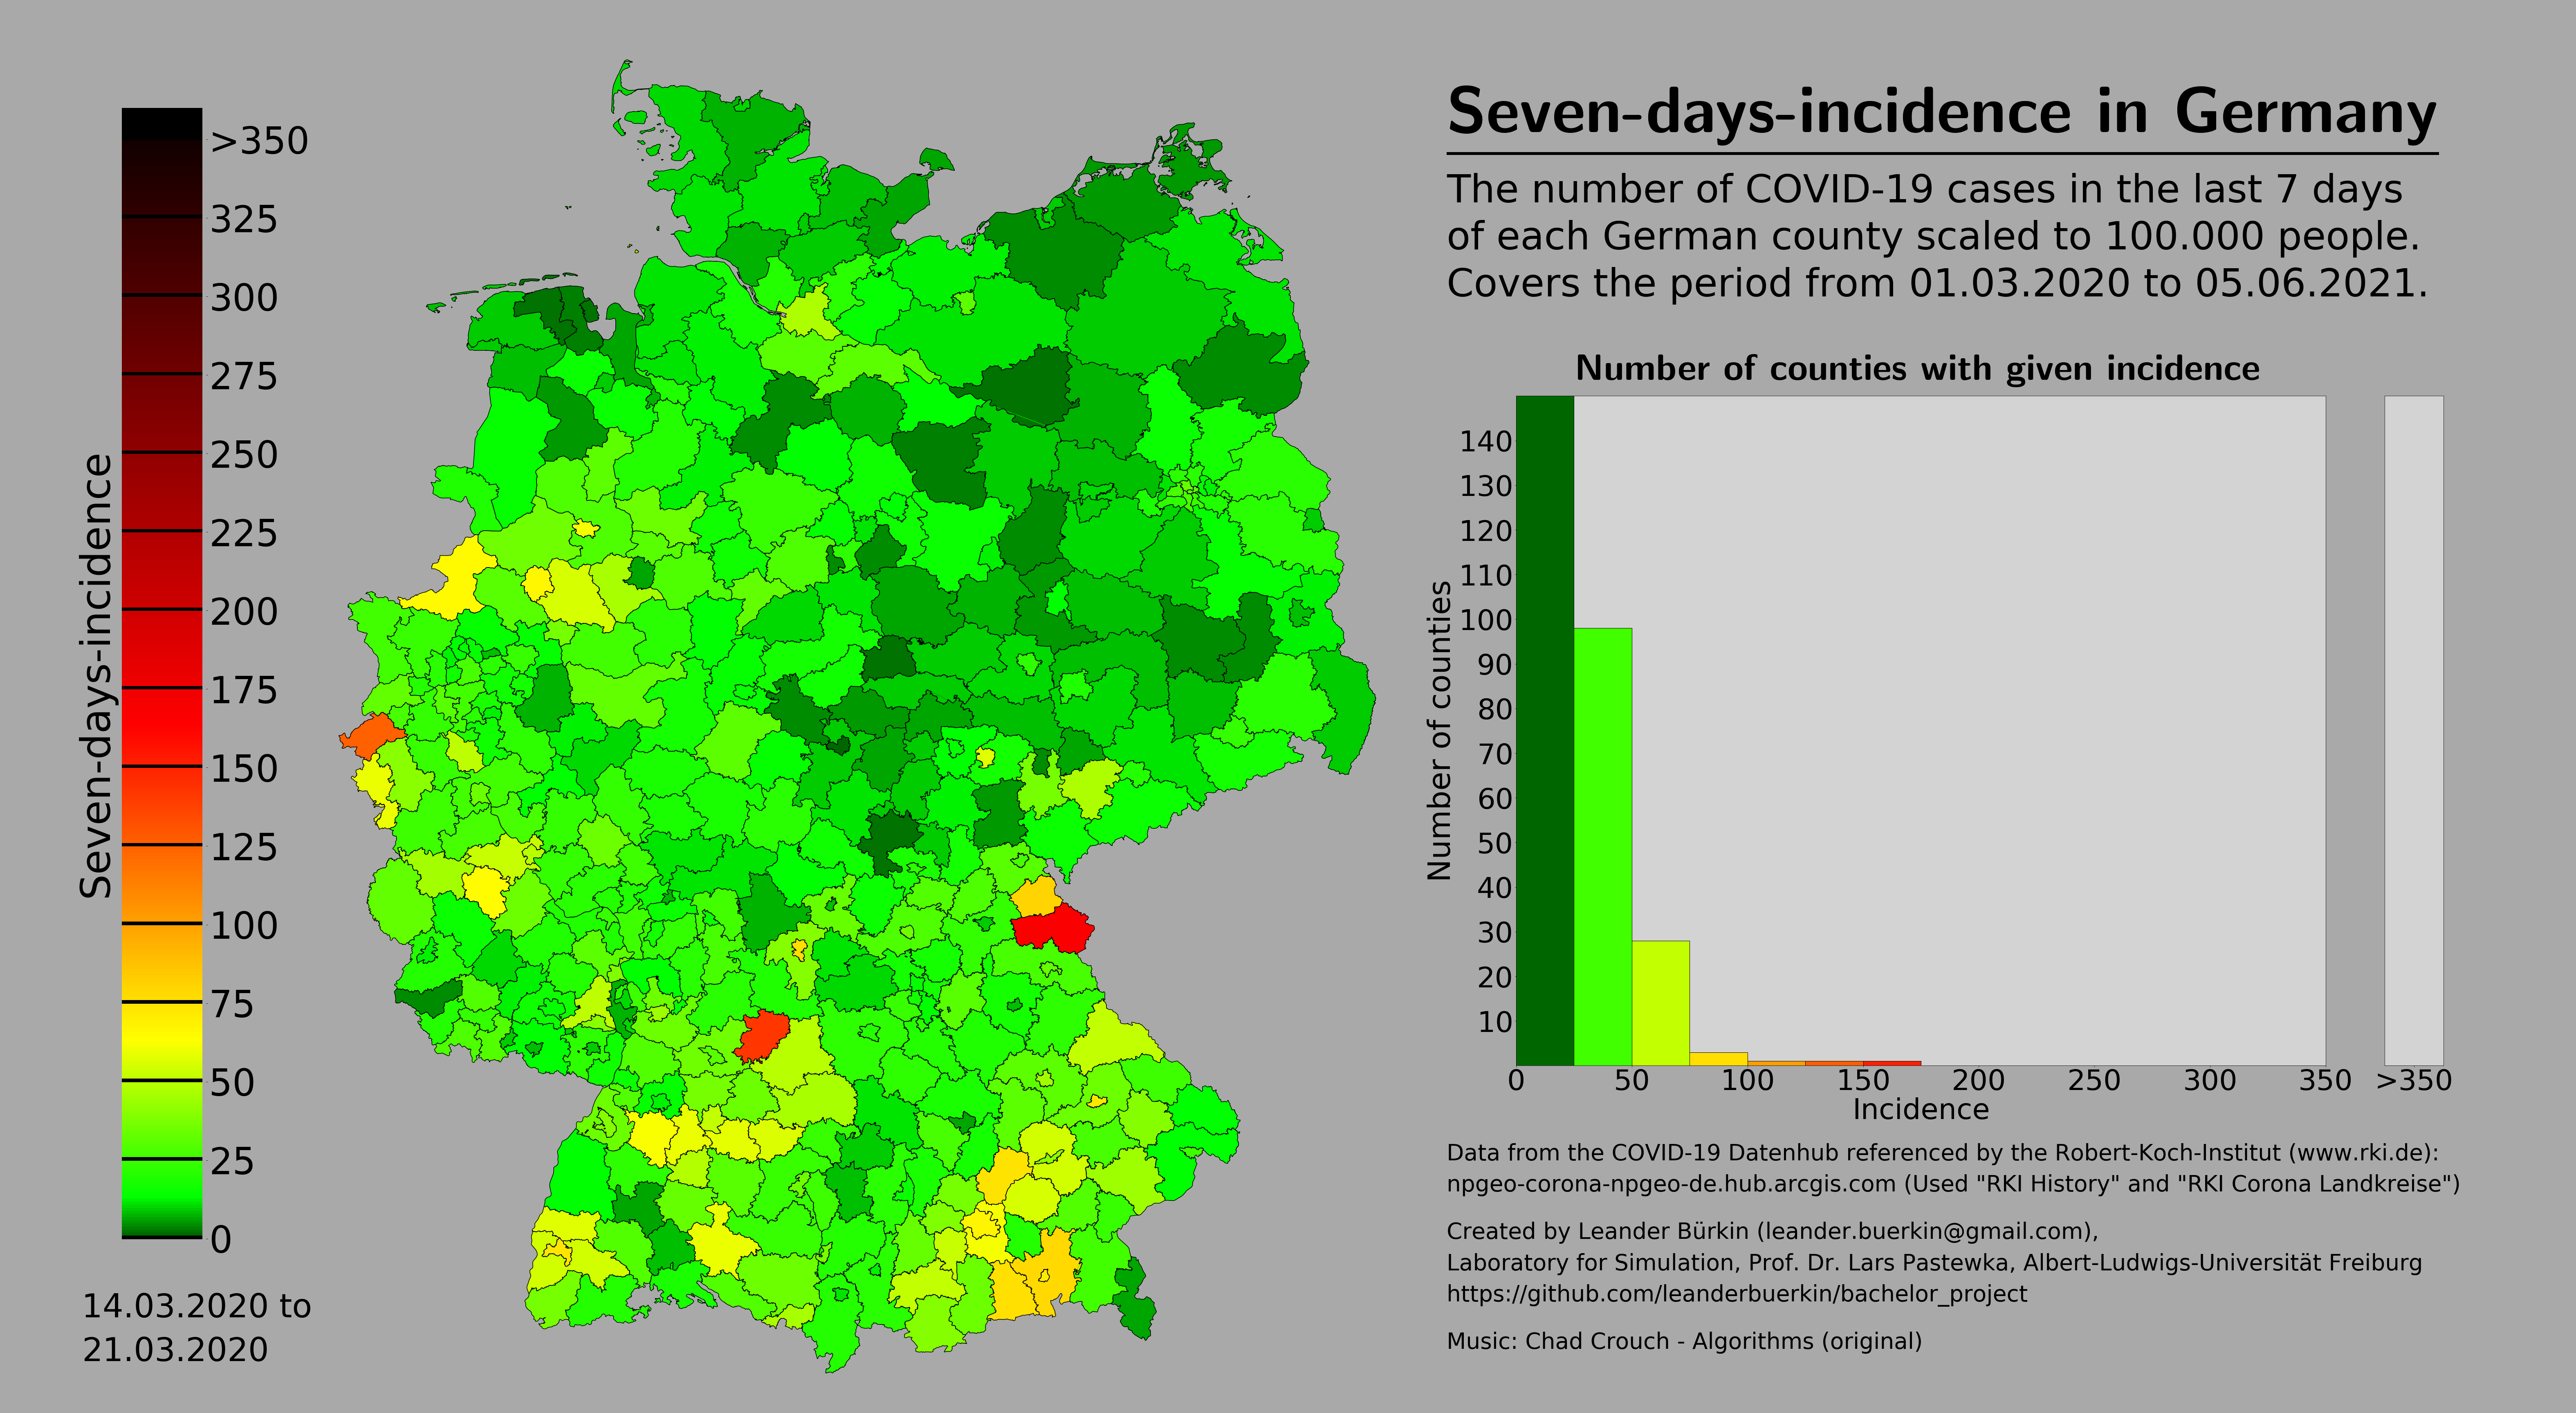 Seven-days-incidence
>350
325
300
275
250
225
200
175
150
125
100
75
50
25
0
14.03.2020 to
21.03.2020
Seven-days-incidence in Germany
The number of COVID-19 cases in the last 7 days
of each German county scaled to 100.000 people.
Covers the period from 01.03.2020 to 05.06.2021.
Number of counties with given incidence
Number of counties
140
130
120
110
100
90
80
70
60
50
40
30
20
10
0 50 100 150 200 250 300 350 >350
Incidence
Data from the COVID-19 Datenhub referenced by the Robert-Koch-Institut (www.rki.de):
npgeo-corona-npgeo-de.hub.arcgis.com (Used "RKI History" and "RKI Corona Landkreise")
Created by Leander Bürkin (leander.buerkin@gmail.com),
Laboratory for Simulation, Prof. Dr. Lars Pastewka, Albert-Ludwigs-Universität Freiburg
https://github.com/leanderbuerkin/bachelor_project
Music: Chad Crouch - Algorithms (original)